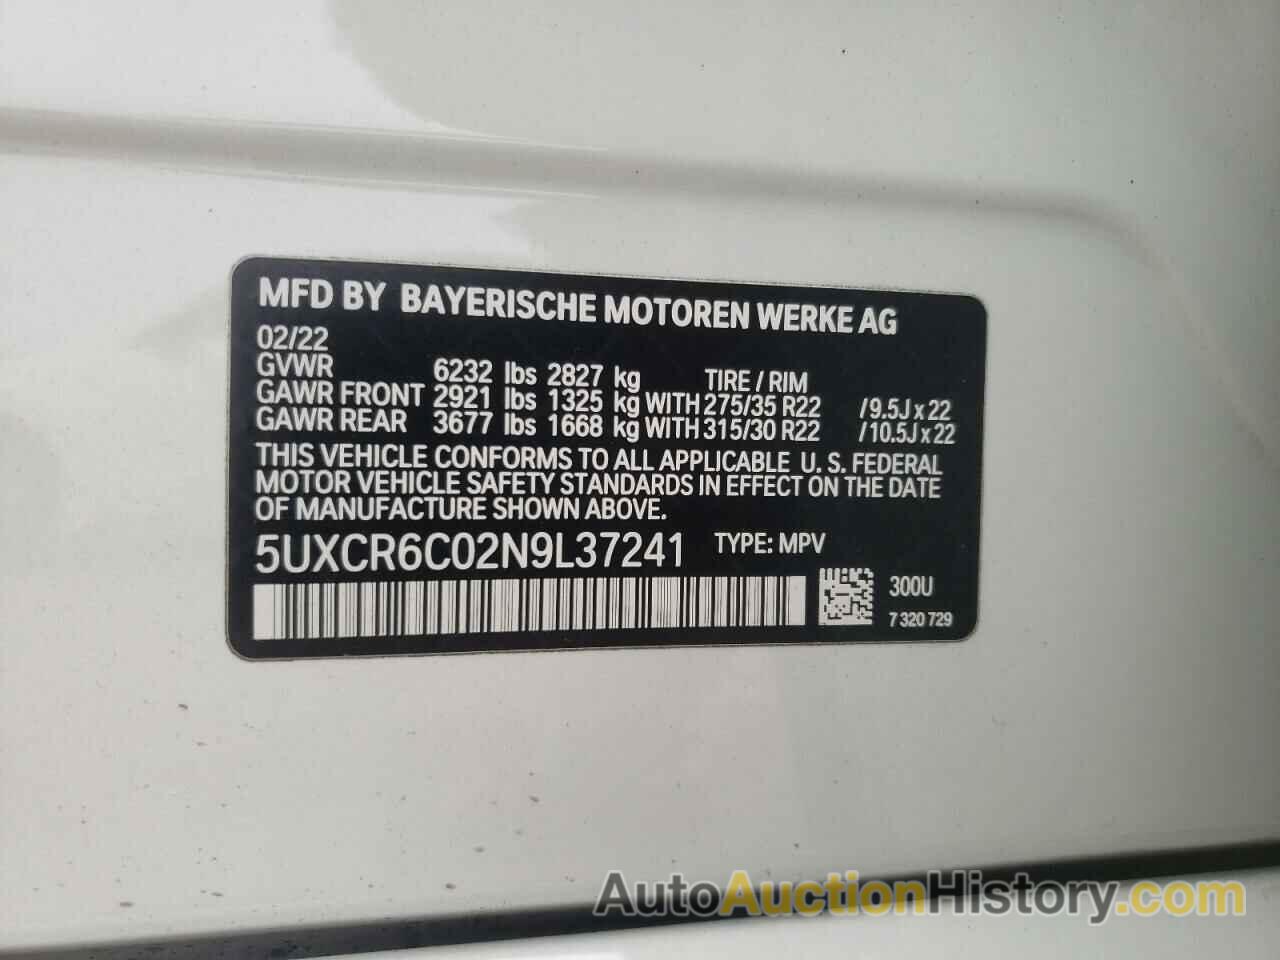 MFD BY BAYERISCHE MOTOREN WERKE AG
02/22
GVWR 6232 lbs 2827 kg TIRE / RIM
GAWR FRONT 2921 lbs 1325 kg WITH 275/35 R22 /9.5J x 22
GAWR REAR 3677 lbs 1668 kg WITH 315/30 R22 /10.5J x 22
THIS VEHICLE CONFORMS TO ALL APPLICABLE U. S. FEDERAL
MOTOR VEHICLE SAFETY STANDARDS IN EFFECT ON THE DATE
OF MANUFACTURE SHOWN ABOVE.
5UXCR6C02N9L37241 TYPE: MPV
300U
7 320 729
AutoAuctionHistory.com